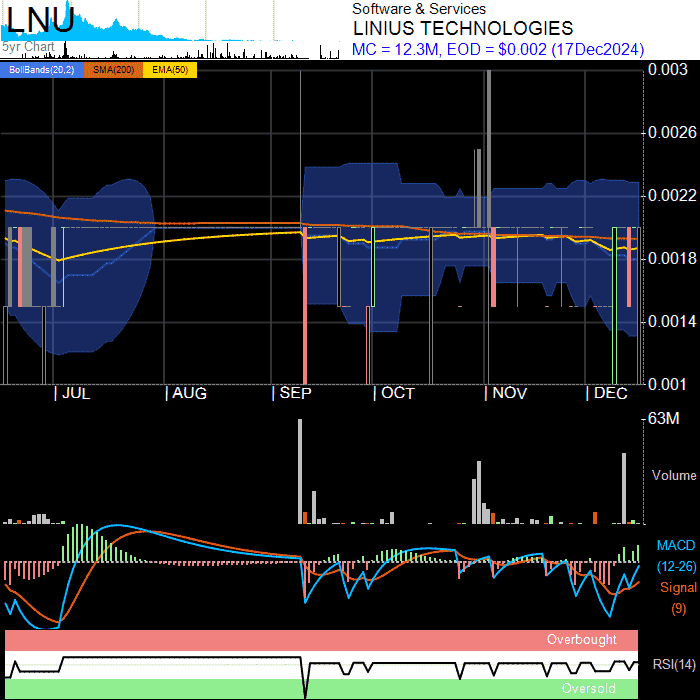 LNU
5yr Chart
Software & Services
LINIUS TECHNOLOGIES
MC = 12.3M, EOD = $0.002 (17Dec2024)
BollBands(20,2) SMA(200) EMA(50)
0.003
0.0026
0.0022
0.0018
0.0014
0.001
| JUL | AUG | SEP | OCT | NOV | DEC
63M
Volume
MACD
(12-26)
Signal
(9)
Overbought
RSI(14)
Oversold